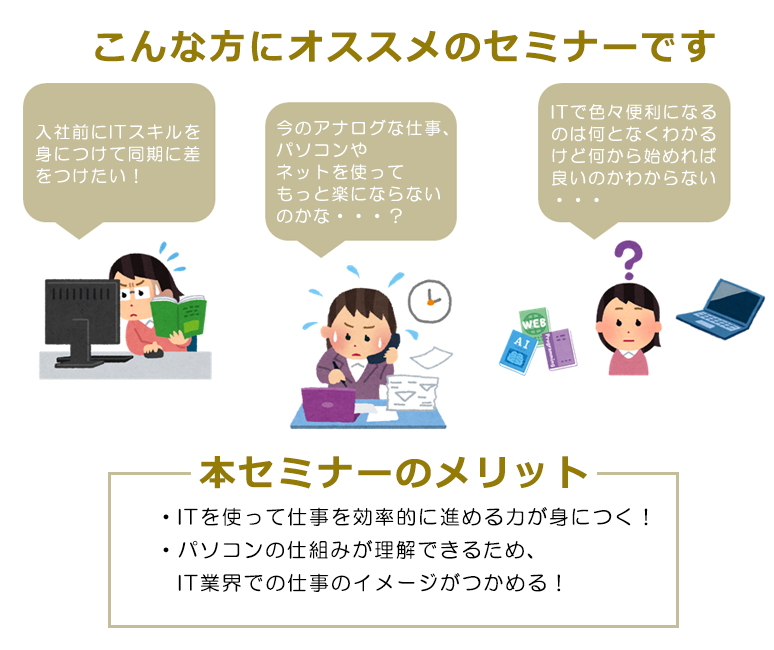 こんな方にオススメのセミナーです
入社前にITスキルを
身につけて同期に差
をつけたい！
今のアナログな仕事、
パソコンや
ネットを使って
もっと楽にならない
のかな・・・？
ITで色々便利になる
のは何となくわかる
けど何から始めれば
良いのかわからない
・・・
?
WEB
AI
Programming
本セミナーのメリット
・ITを使って仕事を効率的に進める力が身につく！
・パソコンの仕組みが理解できるため、
IT業界での仕事のイメージがつかめる！